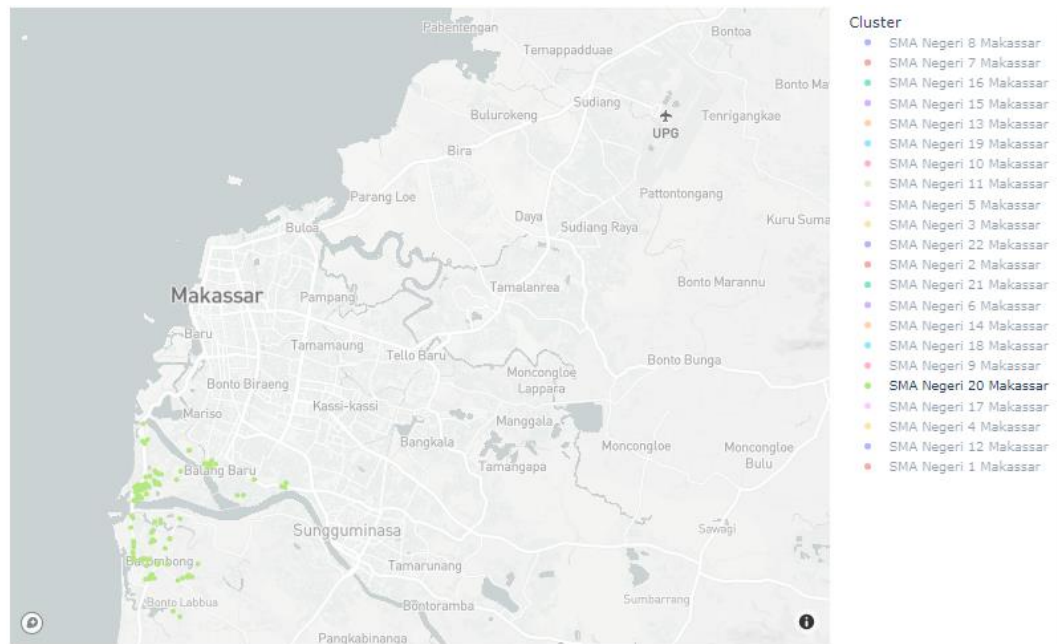 Cluster
SMA Negeri 8 Makassar
SMA Negeri 7 Makassar
SMA Negeri 16 Makassar
SMA Negeri 15 Makassar
SMA Negeri 13 Makassar
SMA Negeri 19 Makassar
SMA Negeri 10 Makassar
SMA Negeri 11 Makassar
SMA Negeri 5 Makassar
SMA Negeri 3 Makassar
SMA Negeri 22 Makassar
SMA Negeri 2 Makassar
SMA Negeri 21 Makassar
SMA Negeri 6 Makassar
SMA Negeri 14 Makassar
SMA Negeri 18 Makassar
SMA Negeri 9 Makassar
SMA Negeri 20 Makassar
SMA Negeri 17 Makassar
SMA Negeri 4 Makassar
SMA Negeri 12 Makassar
SMA Negeri 1 Makassar
Pabentengan
Bontoa
Temappadduae
Bonto Ma
Sudiang
Bulurokeng
Tenrigangkae
UPG
Bira
Pattontongang
Parang Loe
Daya
Kuru Suma
Sudiang Raya
Buloa
Bonto Marannu
Tamalanrea
Makassar
Pampang
Baru
Tamamaung
Tello Baru
Bonto Bunga
Moncongloe
Lappara
Bonto Biraeng
Kassi-kassi
Mariso
Manggala
Bangkala
Moncongloe
Moncongloe
Bulu
Tamangapa
Balang Baru
Sungguminasa
Sawagi
Barombong
Tamarunang
Sumbarrang
Bonto Labbua
Bontoramba
Pangkabinanga